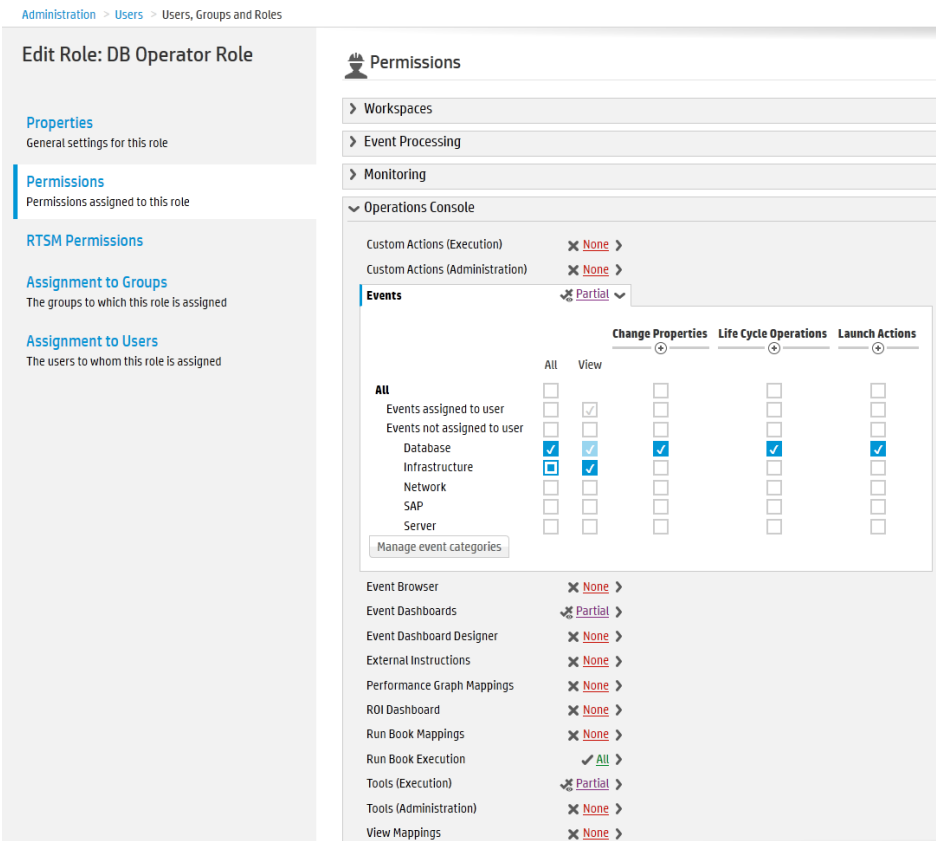 Administration > Users > Users, Groups and Roles
Edit Role: DB Operator Role
Properties
General settings for this role
Permissions
Permissions assigned to this role
RTSM Permissions
Assignment to Groups
The groups to which this role is assigned
Assignment to Users
The users to whom this role is assigned
Permissions
Workspaces
Event Processing
Monitoring
Operations Console
Custom Actions (Execution) None
Custom Actions (Administration) None
Events Partial
Change Properties Life Cycle Operations Launch Actions
All View
All
Events assigned to user
Events not assigned to user
Database
Infrastructure
Network
SAP
Server
Manage event categories
Event Browser None
Event Dashboards Partial
Event Dashboard Designer None
External Instructions None
Performance Graph Mappings None
ROI Dashboard None
Run Book Mappings None
Run Book Execution All
Tools (Execution) Partial
Tools (Administration) None
View Mappings None